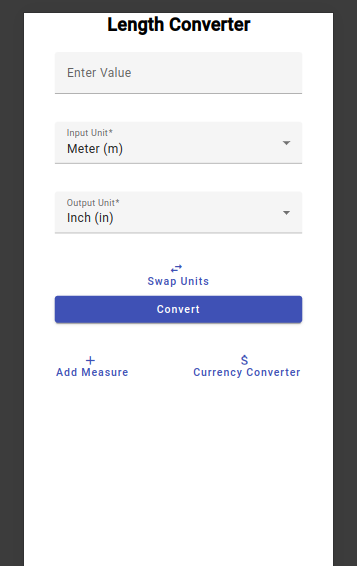 Length Converter
Enter Value
Input Unit*
Meter (m)
Output Unit*
Inch (in)
Swap Units
Convert
$
Add Measure Currency Converter